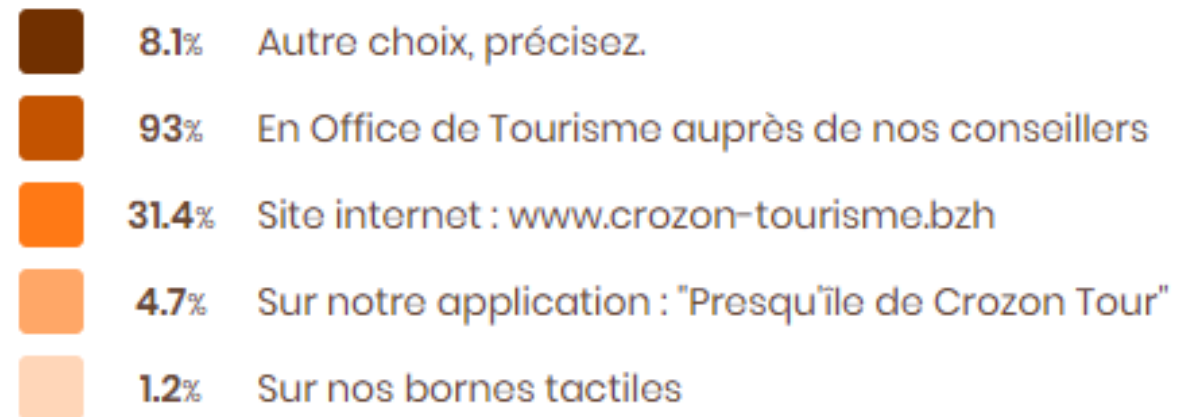 8.1% Autre choix, précisez.
93% En Office de Tourisme auprès de nos conseillers
31.4% Site internet : www.crozon-tourisme.bzh
4.7% Sur notre application : "Presqu'île de Crozon Tour"
1.2% Sur nos bornes tactiles